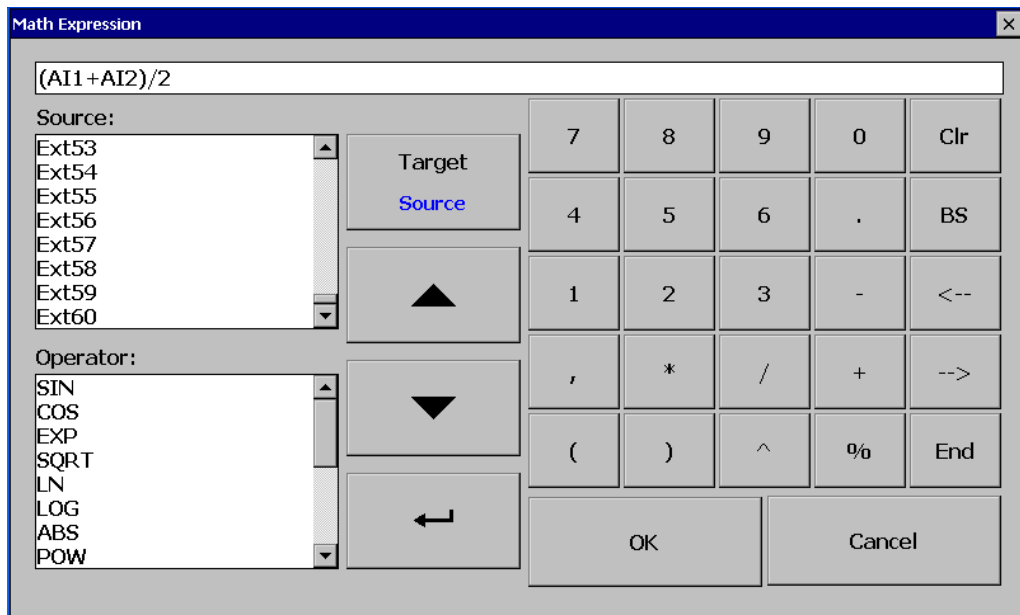 Math Expression
(AI1+AI2)/2
Source:
Ext53
Ext54
Ext55
Ext56
Ext57
Ext58
Ext59
Ext60
Operator:
SIN
COS
EXP
SQRT
LN
LOG
ABS
POW
Target
Source
7 8 9 0 Clr
4 5 6 . BS
1 2 3 - <--
, * / + -->
( ) ^ % End
OK Cancel